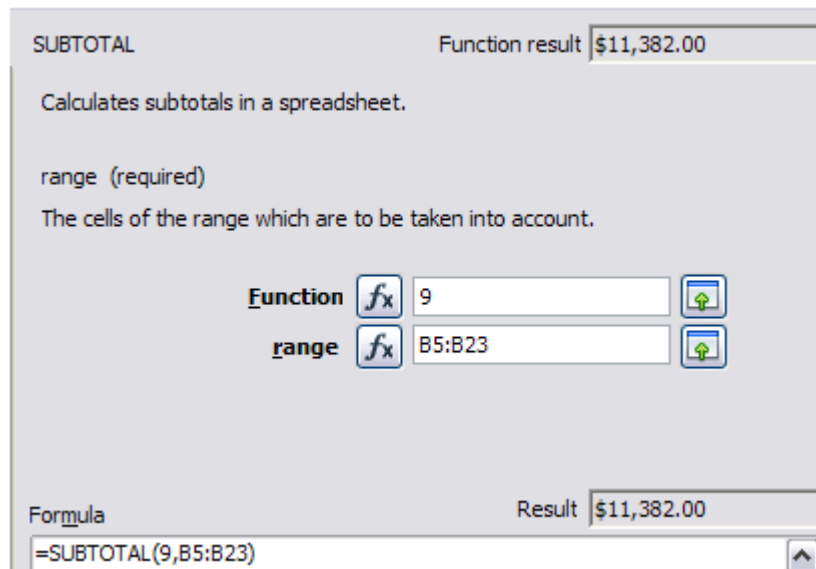 SUBTOTAL Function result $11,382.00
Calculates subtotals in a spreadsheet.
range (required)
The cells of the range which are to be taken into account.
Function fx 9
range fx B5:B23
Formula Result $11,382.00
=SUBTOTAL(9,B5:B23)